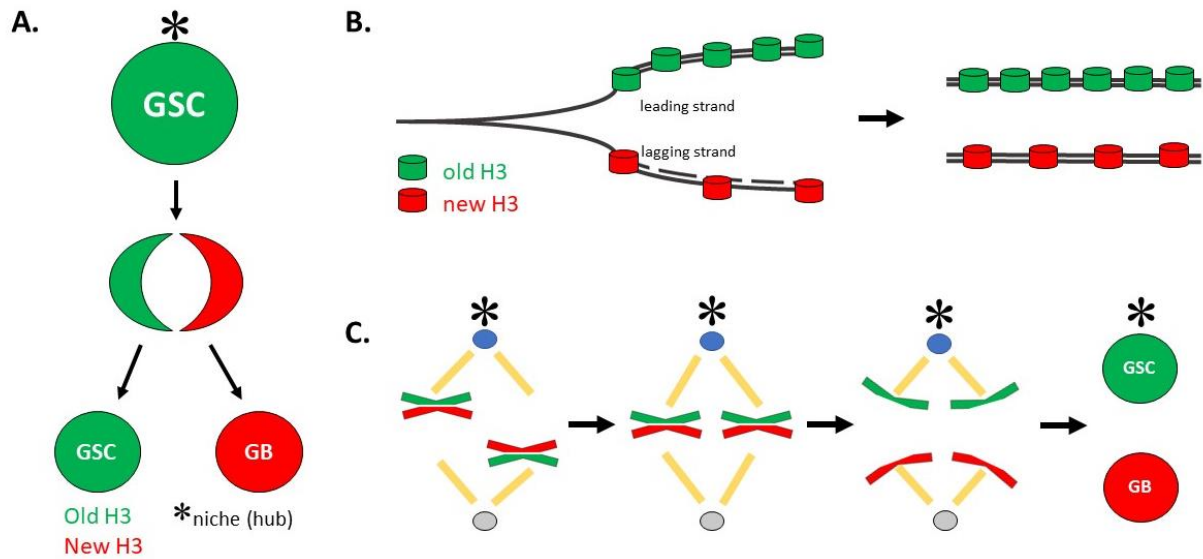 A.
*
GSC
GSC
GB
Old H3
New H3
*niche (hub)
B.
leading strand
lagging strand
old H3
new H3
C.
*
*
*
*
GSC
GB